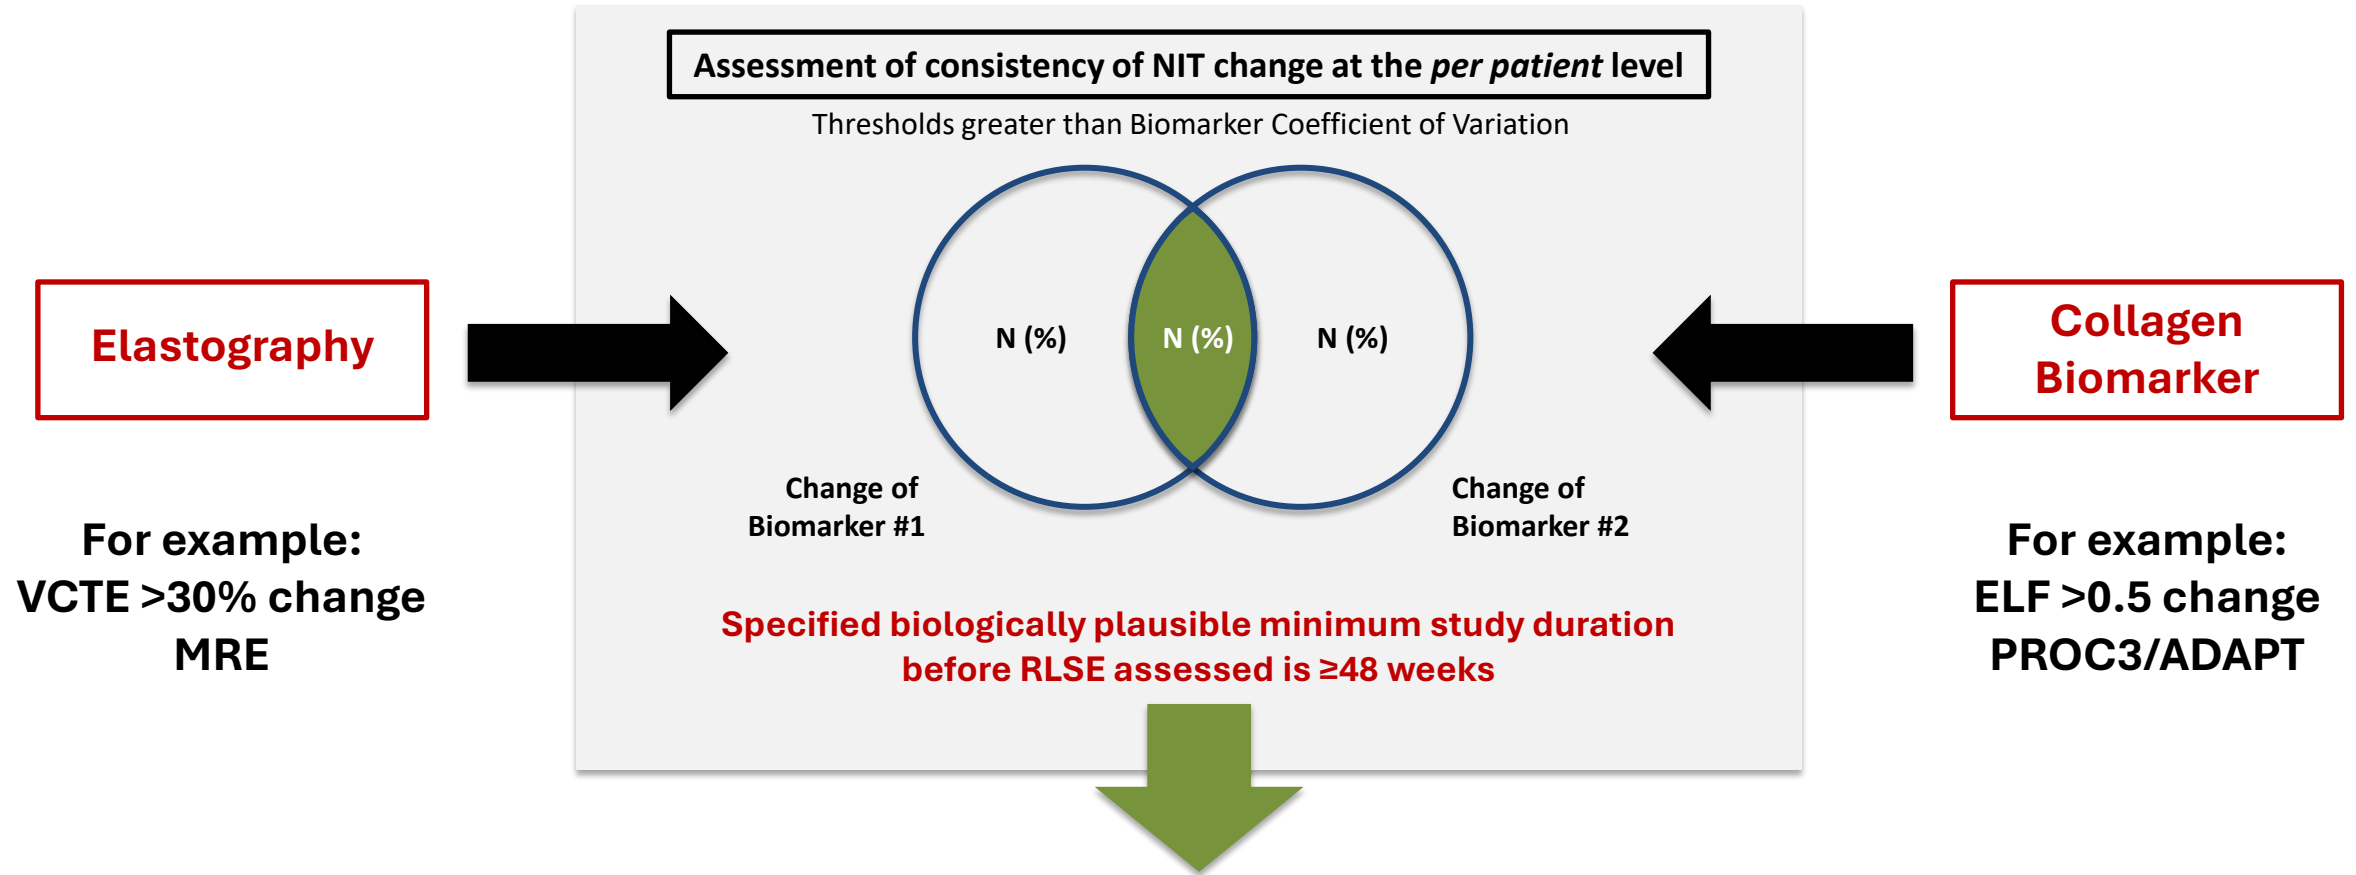 Assessment of consistency of NIT change at the per patient level
Thresholds greater than Biomarker Coefficient of Variation
Elastography
For example:
VCTE >30% change
MRE
N (%)
N (%)
N (%)
Change of
Biomarker #1
Change of
Biomarker #2
Specified biologically plausible minimum study duration
before RLSE assessed is ≥48 weeks
Collagen
Biomarker
For example:
ELF >0.5 change
PROC3/ADAPT